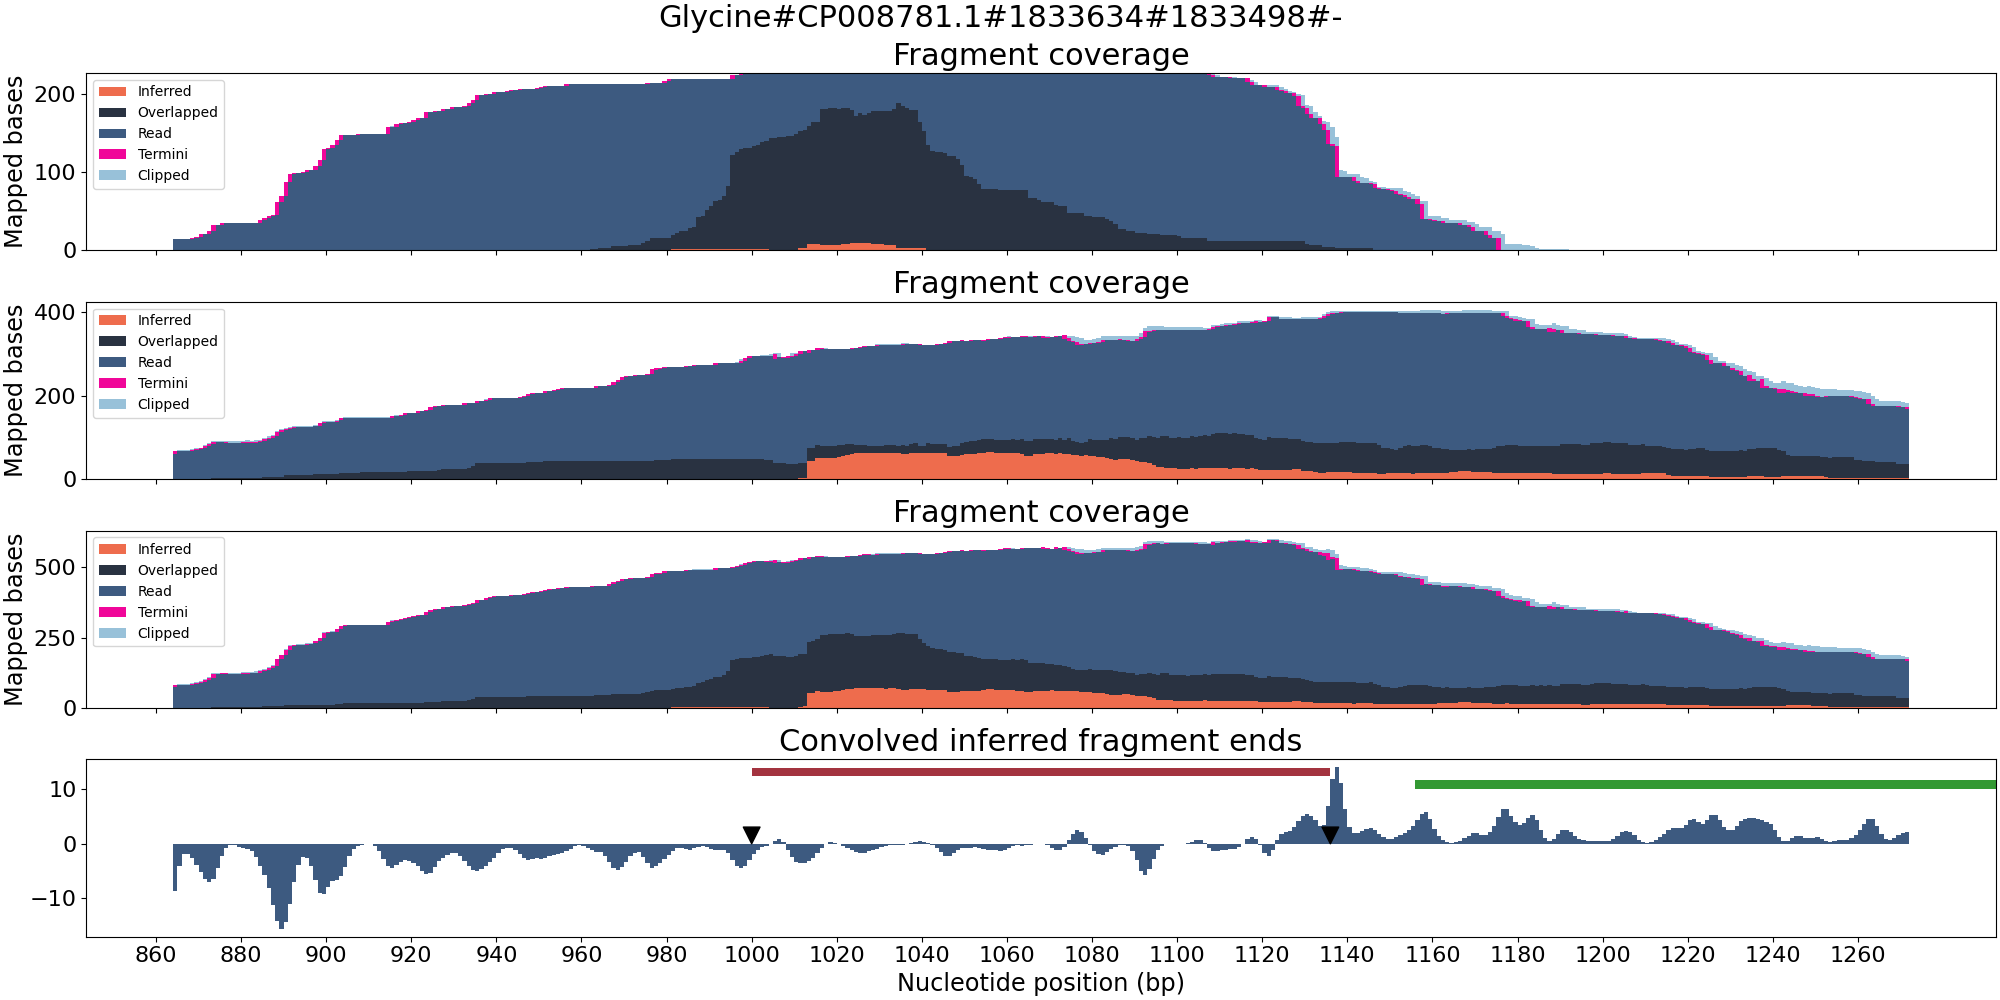 Glycine#CP008781.1#1833634#1833498#-
Fragment coverage
Mapped bases
200
100
0
Inferred
Overlapped
Read
Termini
Clipped
Fragment coverage
Mapped bases
400
200
0
Inferred
Overlapped
Read
Termini
Clipped
Fragment coverage
Mapped bases
500
250
0
Inferred
Overlapped
Read
Termini
Clipped
Convolved inferred fragment ends
10
0
−10
860 880 900 920 940 960 980 1000 1020 1040 1060 1080 1100 1120 1140 1160 1180 1200 1220 1240 1260
Nucleotide position (bp)